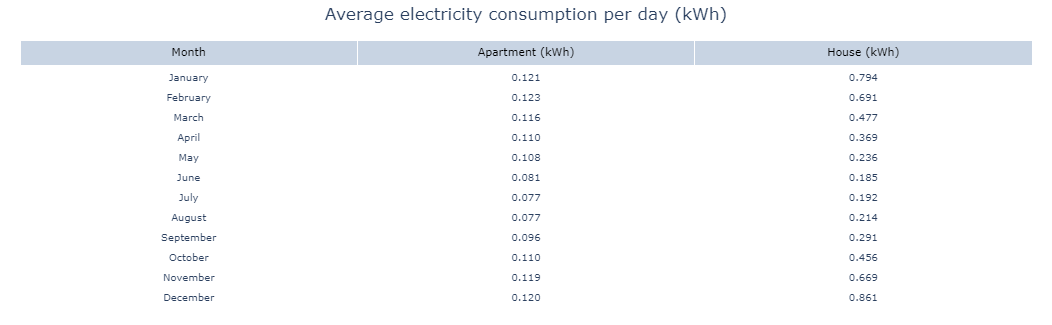 Average electricity consumption per day (kWh)
Month Apartment (kWh) House (kWh)
January 0.121 0.794
February 0.123 0.691
March 0.116 0.477
April 0.110 0.369
May 0.108 0.236
June 0.081 0.185
July 0.077 0.192
August 0.077 0.214
September 0.096 0.291
October 0.110 0.456
November 0.119 0.669
December 0.120 0.861